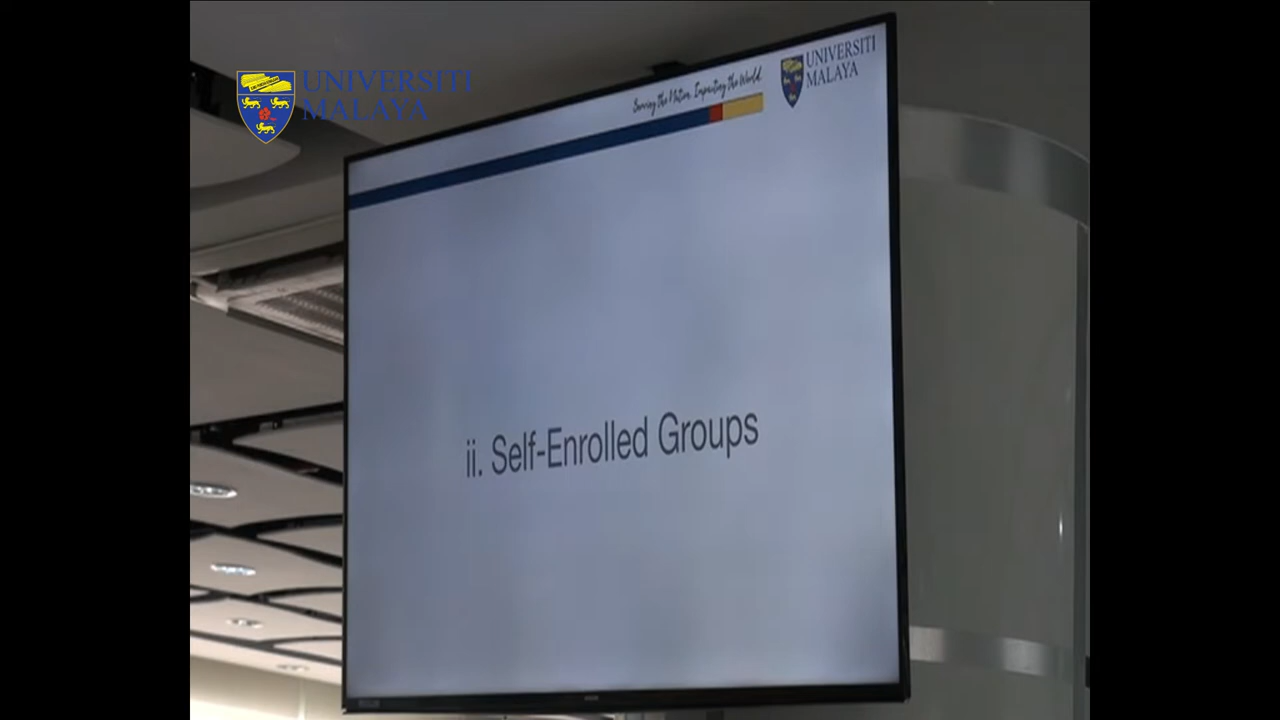 UNIVERSITI
MALAYA
Serving the Nation. Impacting the World.
UNIVERSITI
MALAYA
ii. Self-Enrolled Groups